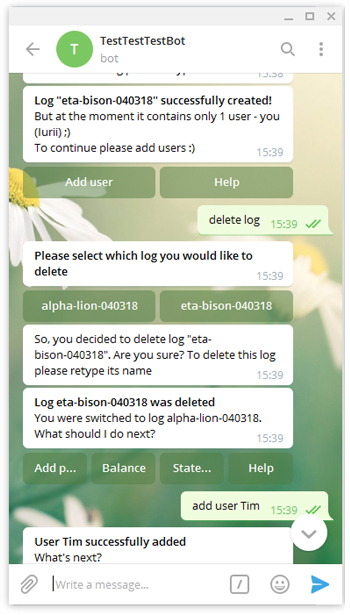 TestTestTestBot
T
bot
15:38
Log "eta-bison-040318" successfully created!
But at the moment it contains only 1 user - you
(Iurii) ;)
To continue please add users :)
15:39
Add user
Help
delete log
15:39
Please select which log you would like to
delete
15:39
alpha-lion-040318
eta-bison-040318
So, you decided to delete log "eta-
bison-040318". Are you sure? To delete this log
please retype its name
15:39
Log eta-bison-040318 was deleted
You were switched to log alpha-lion-040318.
What should I do next?
15:39
Add p...
Balance
State...
Help
add user Tim
15:39
User Tim successfully added
What's next?
Write a message...